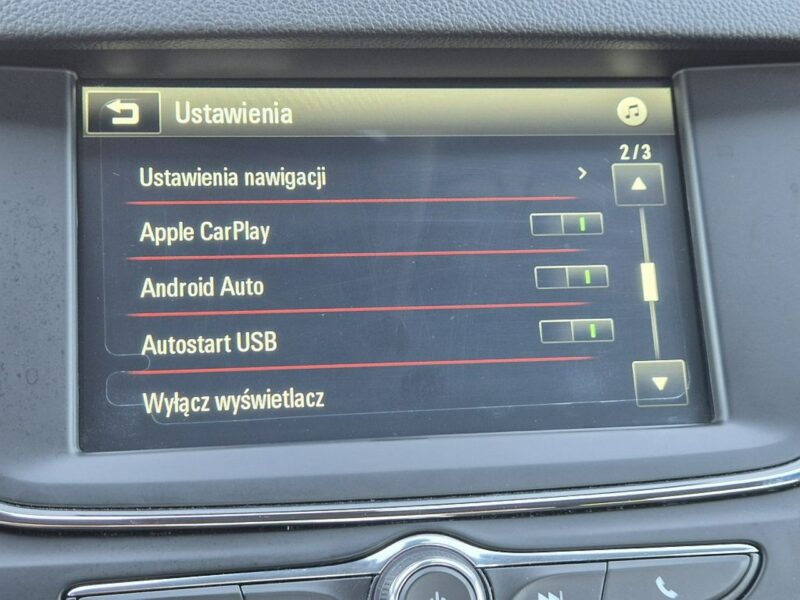 Ustawienia
2/3
Ustawienia nawigacji
Apple CarPlay
Android Auto
Autostart USB
Wyłącz wyświetlacz